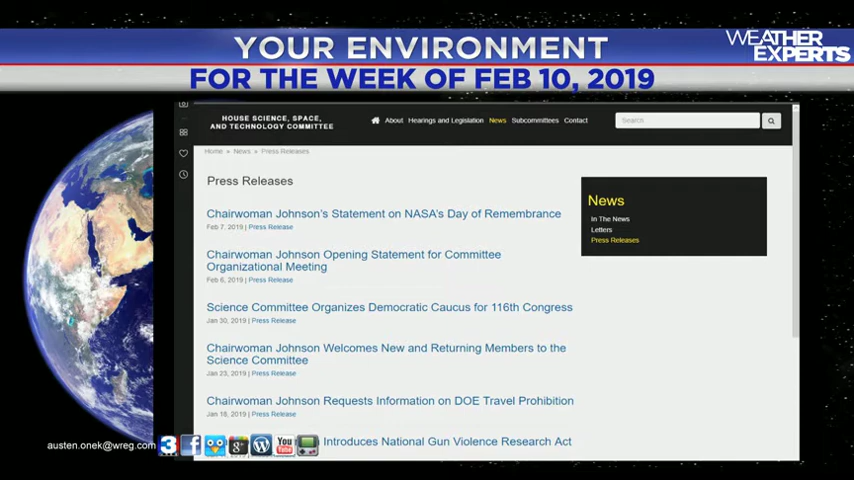 YOUR ENVIRONMENT
WEATHER
EXPERTS
FOR THE WEEK OF FEB 10, 2019
HOUSE SCIENCE, SPACE,
AND TECHNOLOGY COMMITTEE
About Hearings and Legislation News Subcommittees Contact
Search
Home » News » Press Releases
Press Releases
News
In The News
Letters
Press Releases
Chairwoman Johnson's Statement on NASA's Day of Remembrance
Feb 7, 2019 | Press Release
Chairwoman Johnson Opening Statement for Committee
Organizational Meeting
Feb 6, 2019 | Press Release
Science Committee Organizes Democratic Caucus for 116th Congress
Jan 30, 2019 | Press Release
Chairwoman Johnson Welcomes New and Returning Members to the
Science Committee
Jan 23, 2019 | Press Release
Chairwoman Johnson Requests Information on DOE Travel Prohibition
Jan 18, 2019 | Press Release
Introduces National Gun Violence Research Act
austen.onek@wreg.com 3 f g+ W You Tube